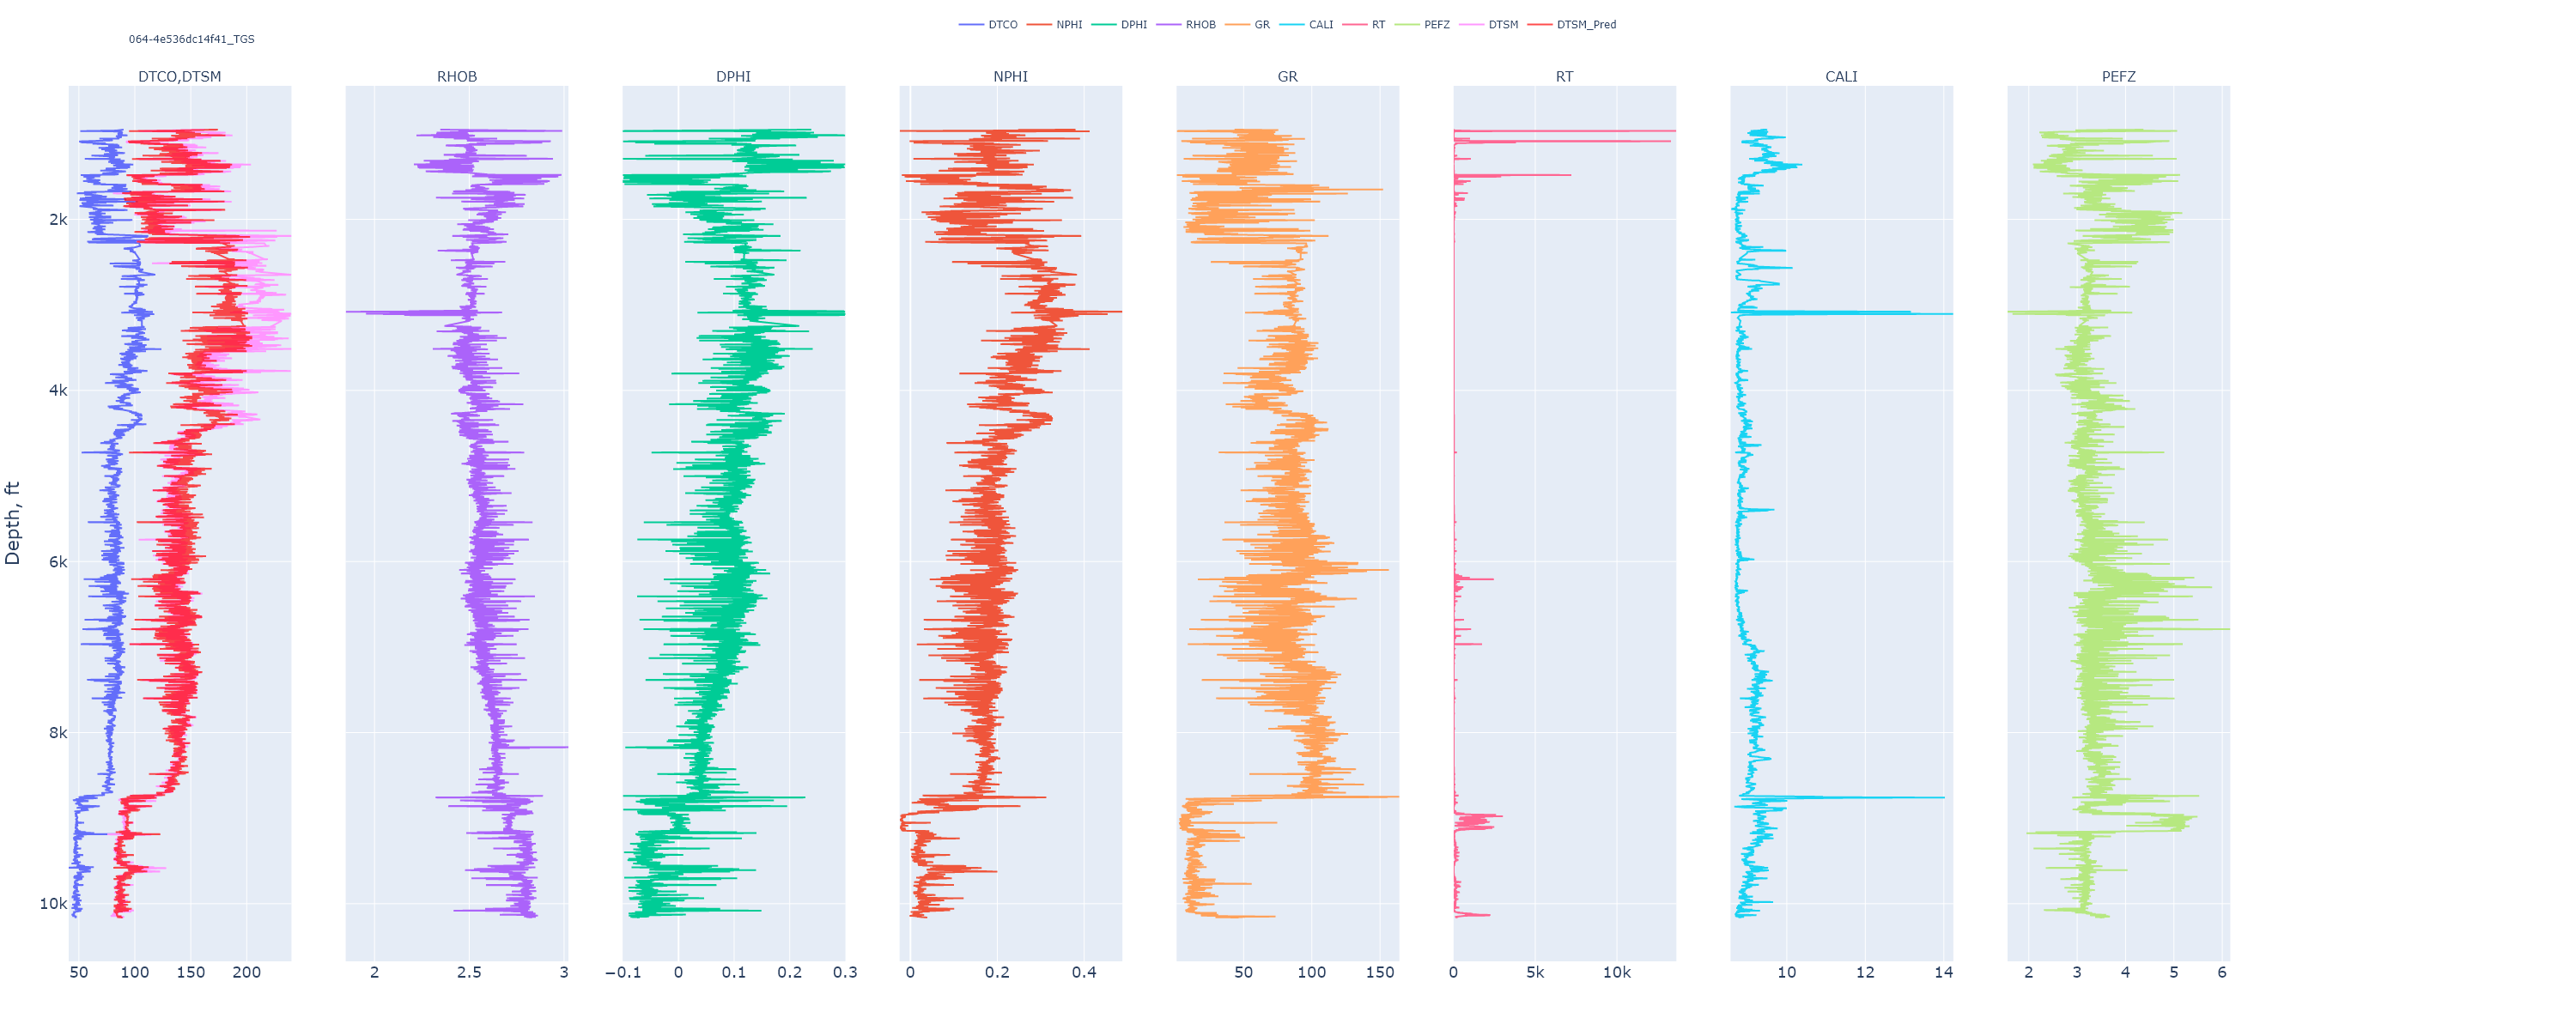 DTCO NPHI DPHI RHOB GR CALI RT PEFZ DTSM DTSM_Pred
064-4e536dc14f41_TGS
DTCO,DTSM RHOB DPHI NPHI GR RT CALI PEFZ
Depth, ft
2k
4k
6k
8k
10k
50 100 150 200 2 2.5 3 −0.1 0 0.1 0.2 0.3 0 0.2 0.4 50 100 150 0 5k 10k 10 12 14 2 3 4 5 6